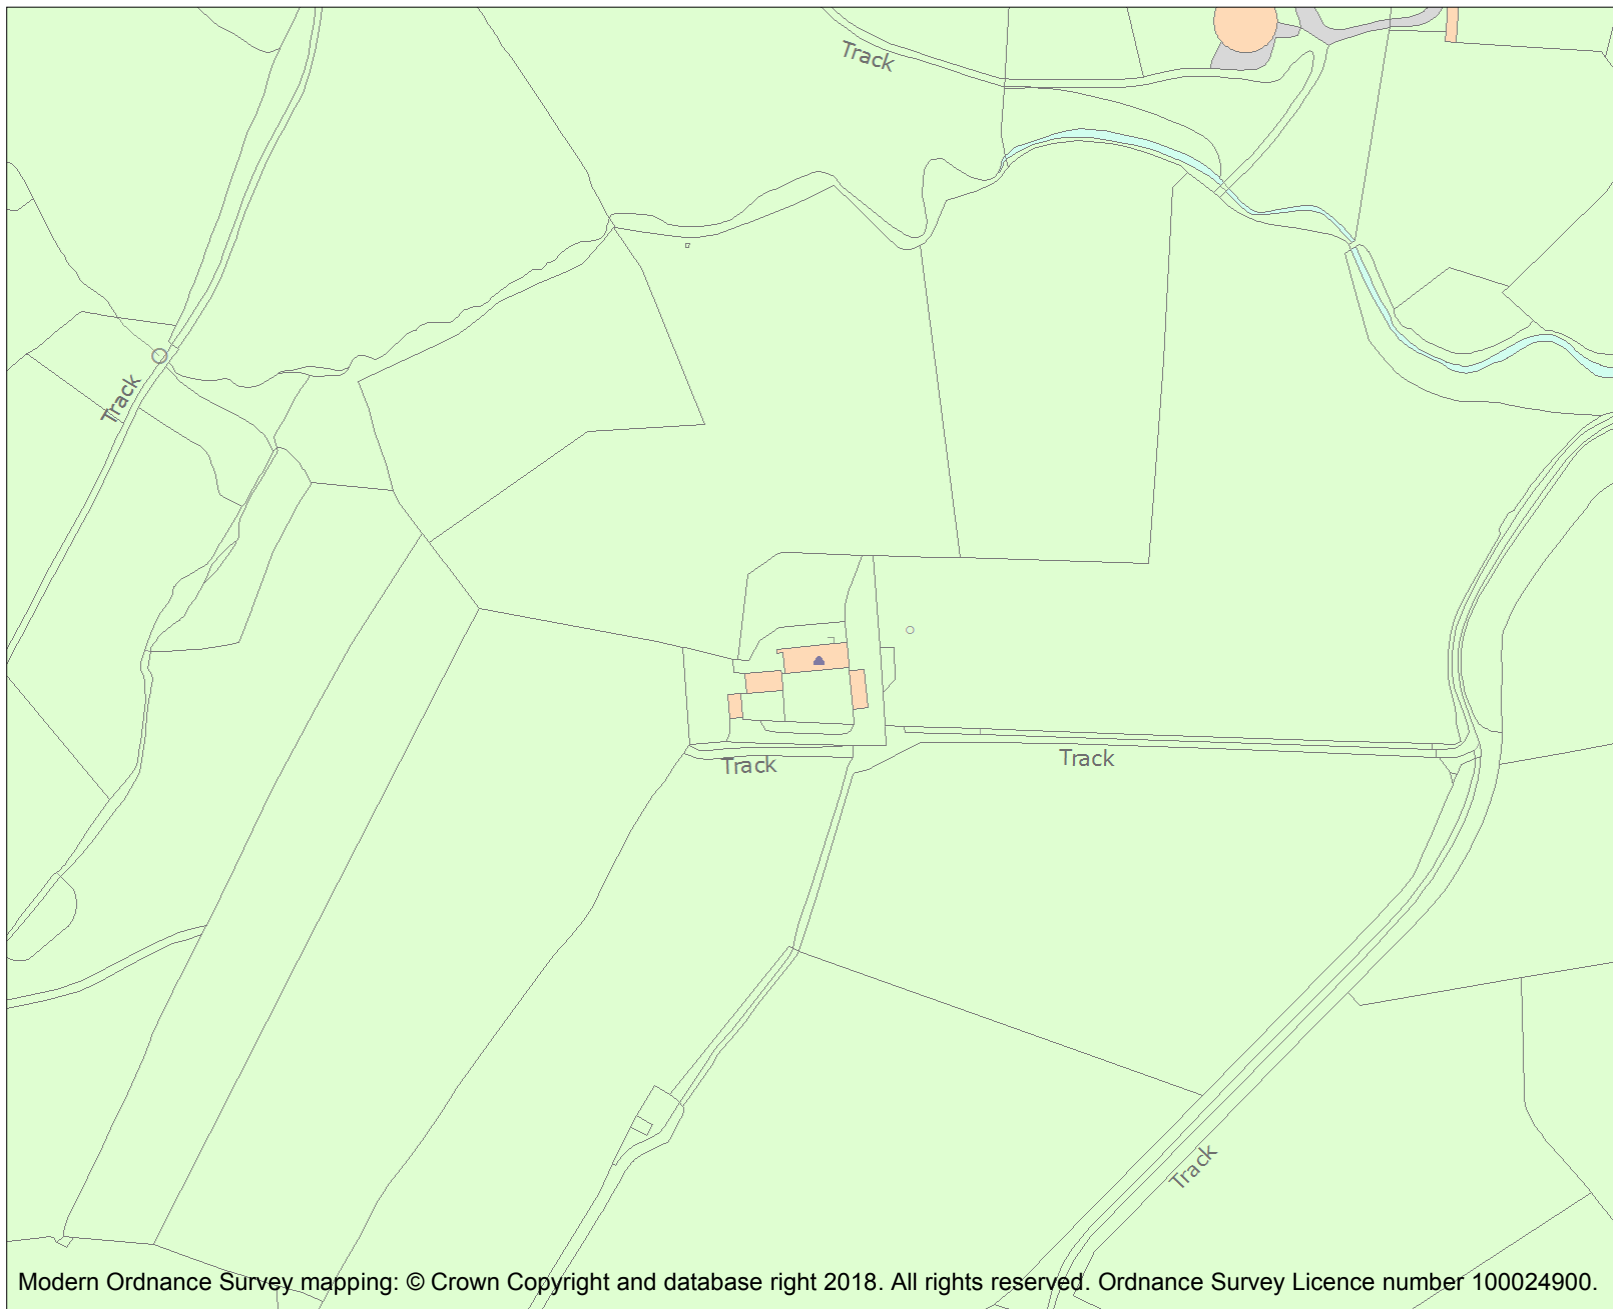 Track
Track
Track
Track
Track
Modern Ordnance Survey mapping: © Crown Copyright and database right 2018. All rights reserved. Ordnance Survey Licence number 100024900.